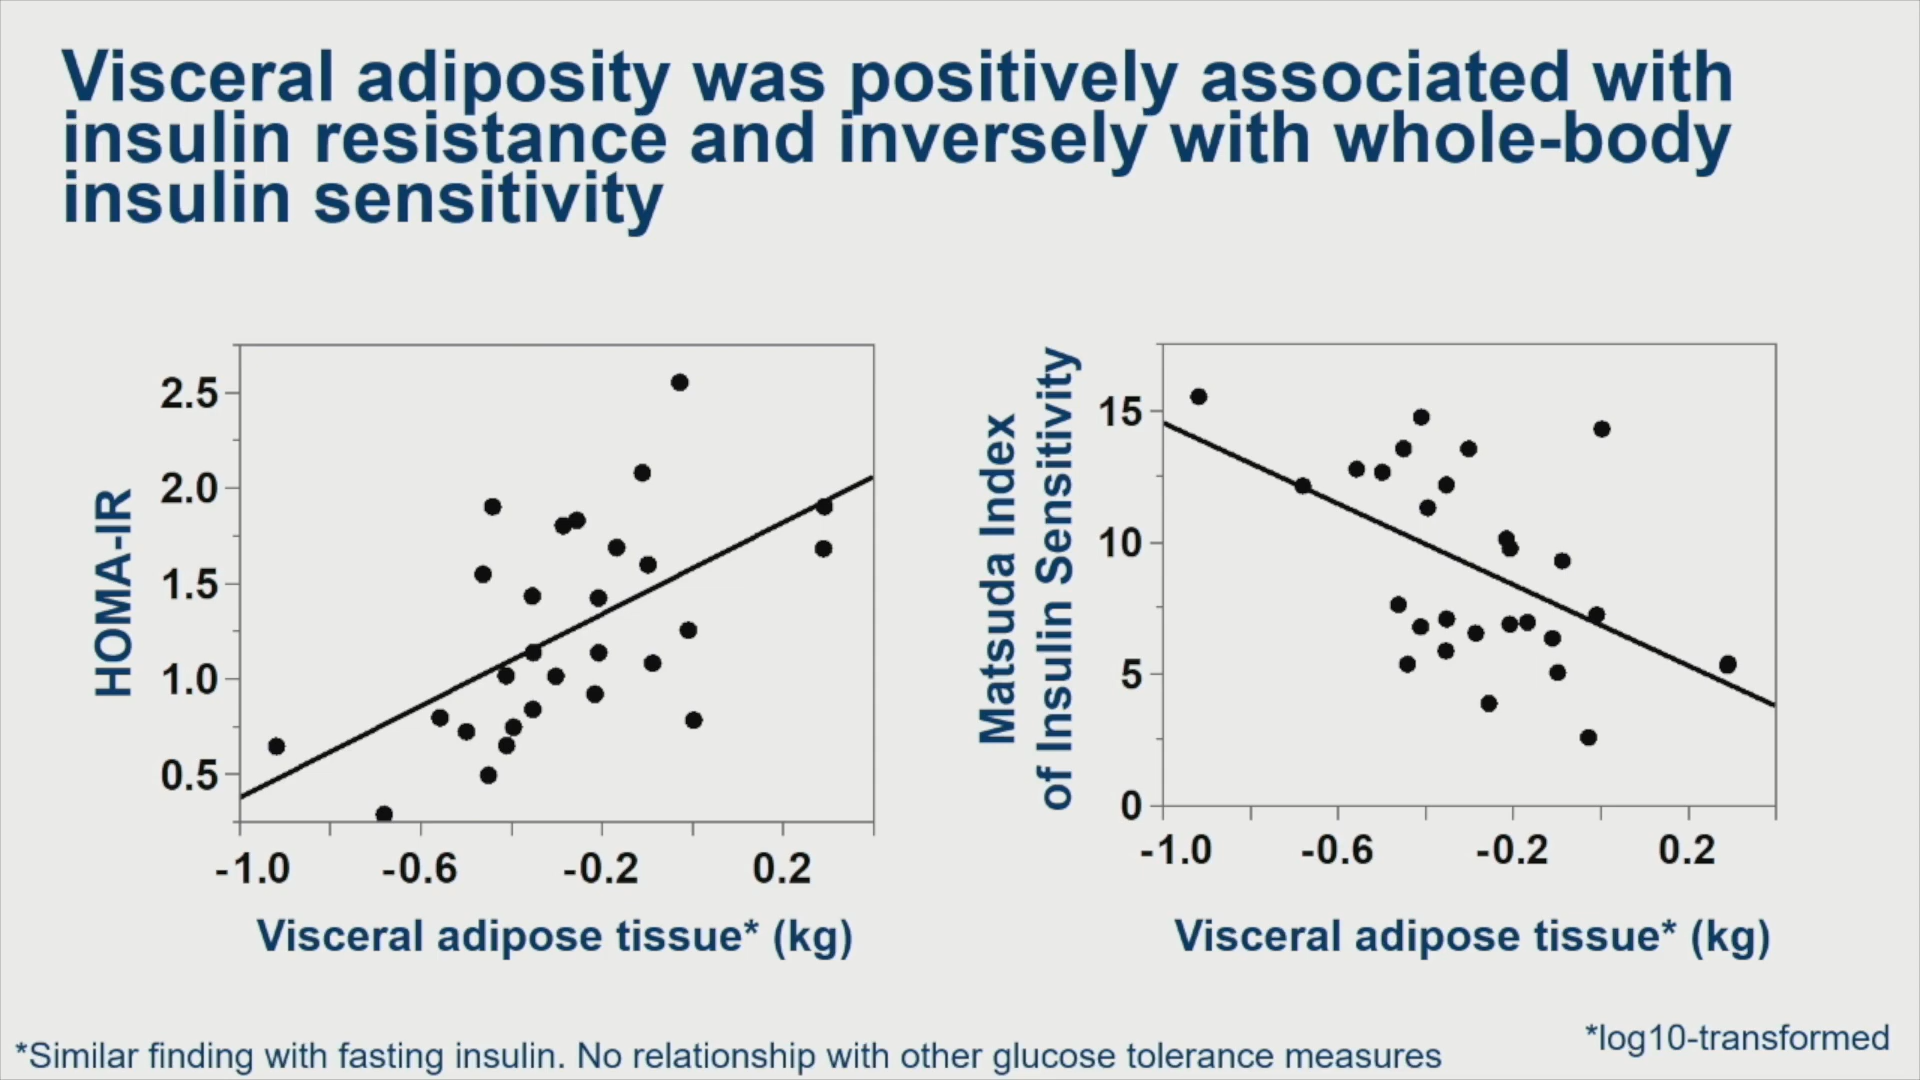 Visceral adiposity was positively associated with
insulin resistance and inversely with whole-body
insulin sensitivity
HOMA-IR
2.5
2.0
1.5
1.0
0.5
-1.0 -0.6 -0.2 0.2
Visceral adipose tissue* (kg)
Matsuda Index
of Insulin Sensitivity
15
10
5
0
-1.0 -0.6 -0.2 0.2
Visceral adipose tissue* (kg)
*log10-transformed
*Similar finding with fasting insulin. No relationship with other glucose tolerance measures